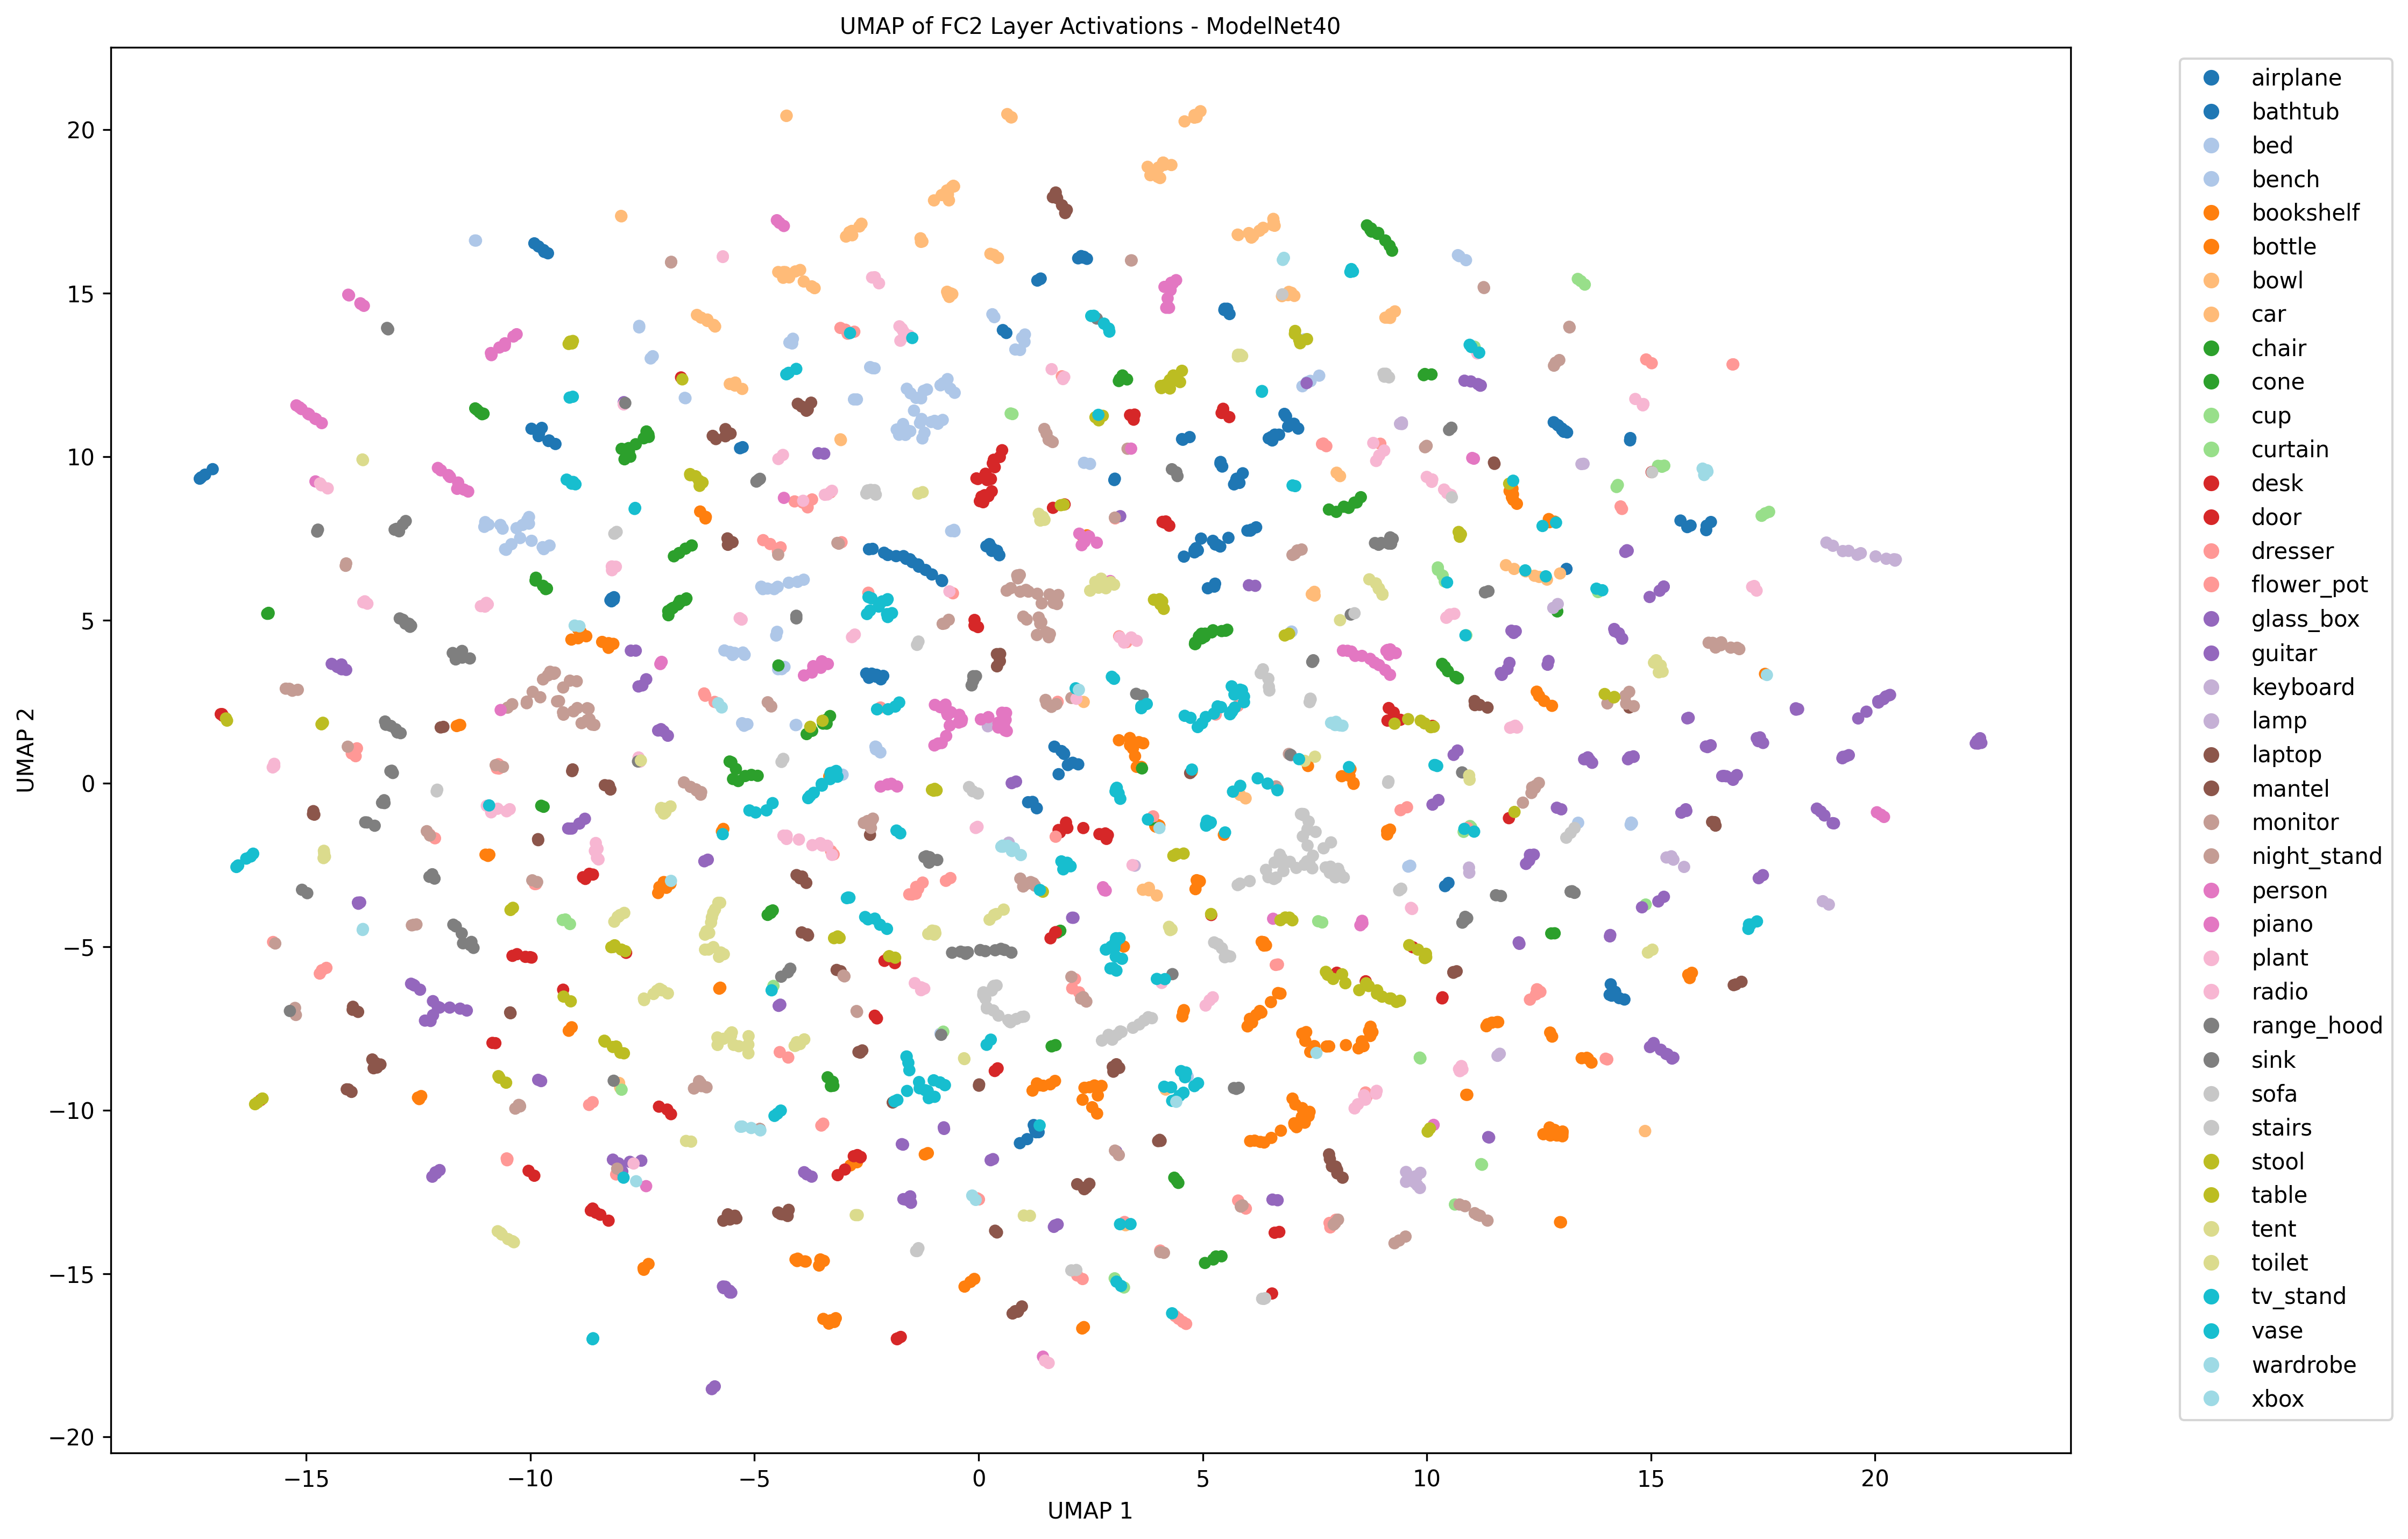 UMAP of FC2 Layer Activations - ModelNet40
20
15
10
5
0
−5
−10
−15
−20
UMAP 2
−15 −10 −5 0 5 10 15 20
UMAP 1
airplane
bathtub
bed
bench
bookshelf
bottle
bowl
car
chair
cone
cup
curtain
desk
door
dresser
flower_pot
glass_box
guitar
keyboard
lamp
laptop
mantel
monitor
night_stand
person
piano
plant
radio
range_hood
sink
sofa
stairs
stool
table
tent
toilet
tv_stand
vase
wardrobe
xbox